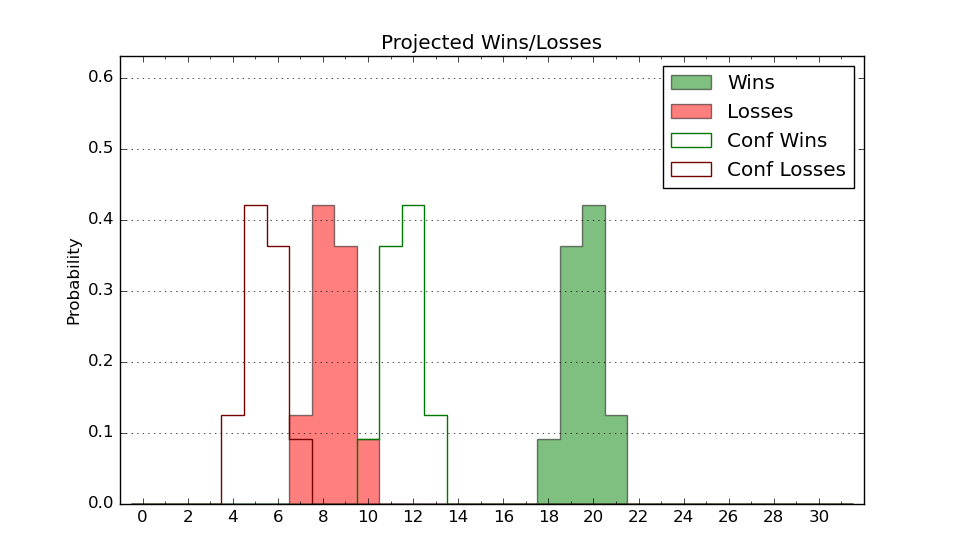 Projected Wins/Losses
Wins
Losses
Conf Wins
Conf Losses
Probability
0.6
0.5
0.4
0.3
0.2
0.1
0.0
0 2 4 6 8 10 12 14 16 18 20 22 24 26 28 30